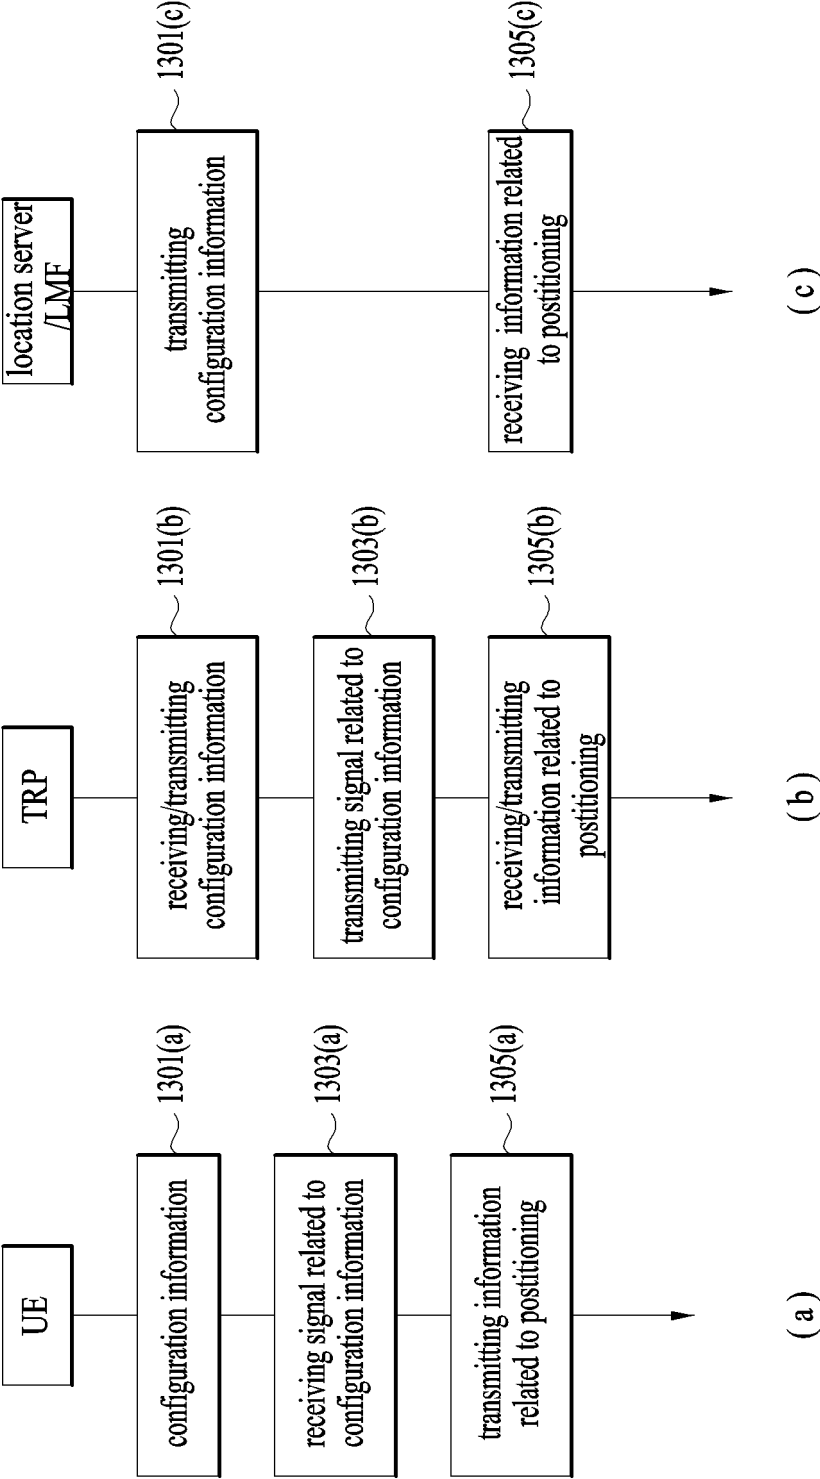 UE
1301(a)
configuration information
1303(a)
receiving signal related to
configuration information
1305(a)
transmitting information
related to postitioning
(a)
TRP
1301(b)
receiving/transmitting
configuration information
1303(b)
transmitting signal related to
configuration information
1305(b)
receiving/transmitting
information related to
postitioning
(b)
location server
/LMF
1301(c)
transmitting
configuration information
1305(c)
receiving information related
to postitioning
(c)